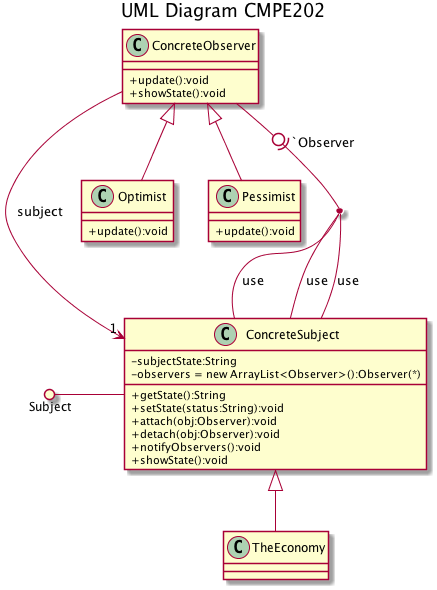 UML Diagram CMPE202
C ConcreteObserver
+update():void
+showState():void
`Observer
C Optimist
+update():void
C Pessimist
+update():void
subject
use
use
use
1
C ConcreteSubject
-subjectState:String
-observers = new ArrayList<Observer>():Observer(*)
+getState():String
+setState(status:String):void
+attach(obj:Observer):void
+detach(obj:Observer):void
+notifyObservers():void
+showState():void
Subject
C TheEconomy